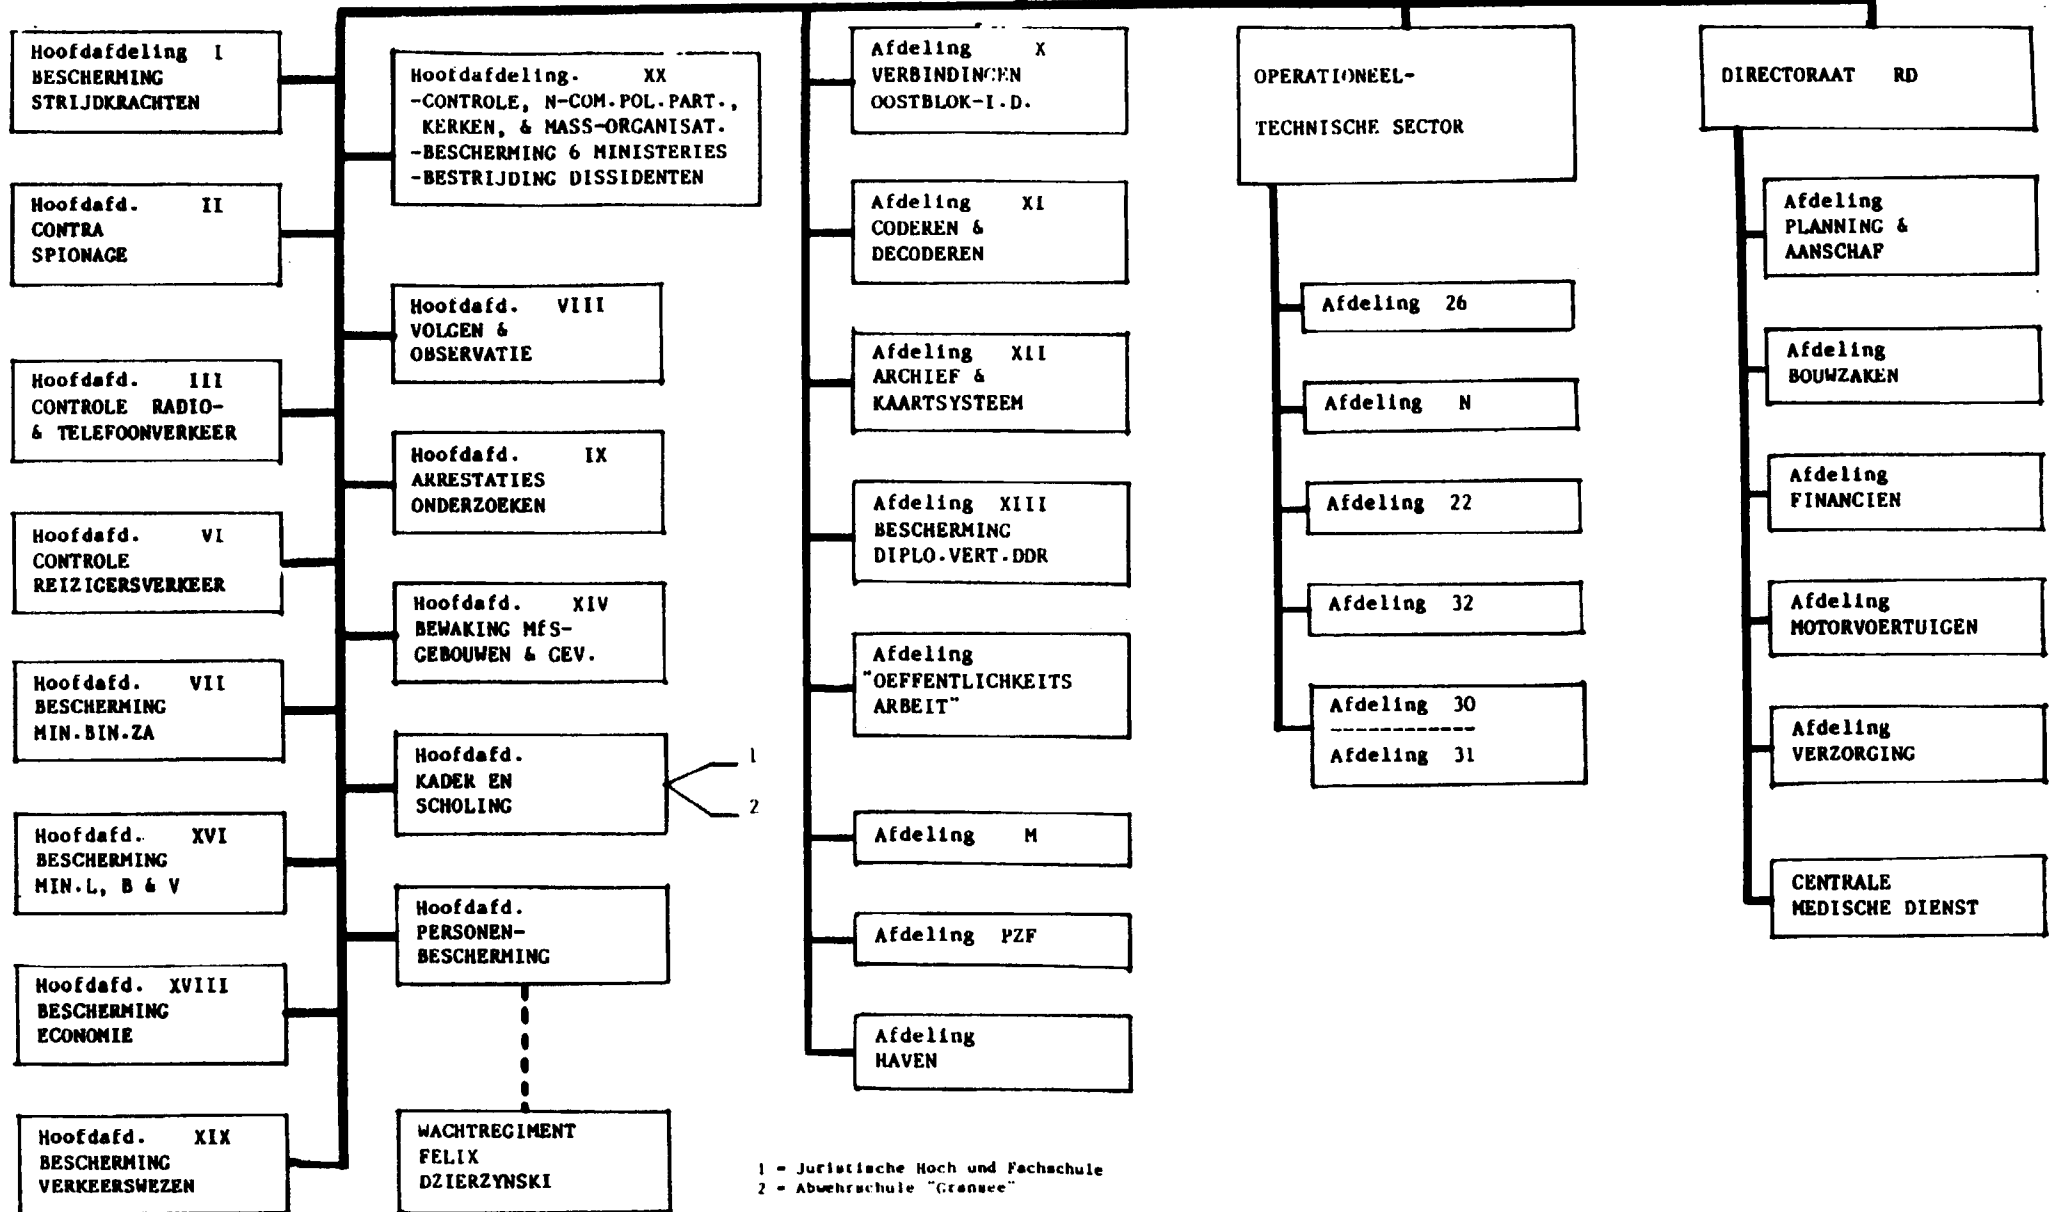 Hoofdafdeling I
BESCHERMING
STRIJDKRACHTEN
Hoofdafd. II
CONTRA
SPIONAGE
Hoofdafd. III
CONTROLE RADIO-
& TELEFOONVERKEER
Hoofdafd. VI
CONTROLE
REIZIGERSVERKEER
Hoofdafd. VII
BESCHERMING
MIN.BIN.ZA
Hoofdafd. XVI
BESCHERMING
MIN.L, B & V
Hoofdafd. XVIII
BESCHERMING
ECONOMIE
Hoofdafd. XIX
BESCHERMING
VERKEERSWEZEN
Hoofdafdeling. XX
-CONTROLE, N-COM.POL.PART.,
KERKEN, & MASS-ORGANISAT.
-BESCHERMING 6 MINISTERIES
-BESTRIJDING DISSIDENTEN
Hoofdafd. VIII
VOLGEN &
OBSERVATIE
Hoofdafd. IX
ARRESTATIES
ONDERZOEKEN
Hoofdafd. XIV
BEWAKING MfS-
GEBOUWEN & GEV.
Hoofdafd.
KADER EN
SCHOLING
1
2
Hoofdafd.
PERSONEN-
BESCHERMING
WACHTREGIMENT
FELIX
DZIERZYNSKI
Afdeling X
VERBINDINGEN
OOSTBLOK-I.D.
Afdeling XI
CODEREN &
DECODEREN
Afdeling XII
ARCHIEF &
KAARTSYSTEEM
Afdeling XIII
BESCHERMING
DIPLO.VERT.DDR
Afdeling
"OEFFENTLICHKEITS
ARBEIT"
Afdeling M
Afdeling PZF
Afdeling
HAVEN
OPERATIONEEL-
TECHNISCHE SECTOR
Afdeling 26
Afdeling N
Afdeling 22
Afdeling 32
Afdeling 30
Afdeling 31
DIRECTORAAT RD
Afdeling
PLANNING &
AANSCHAF
Afdeling
BOUWZAKEN
Afdeling
FINANCIEN
Afdeling
MOTORVOERTUIGEN
Afdeling
VERZORGING
CENTRALE
MEDISCHE DIENST
1 = Juristische Hoch und Fachschule
2 = Abwehrschule "Gransee"